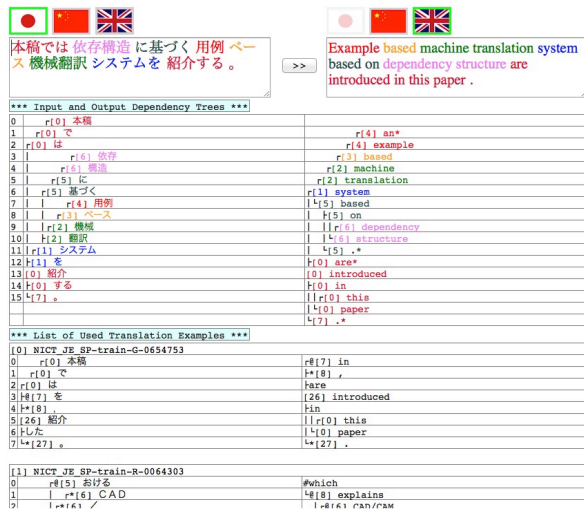 本稿では 依存構造 に基づく 用例 ベー
ス 機械翻訳 システムを 紹介する 。
>>
Example based machine translation system
based on dependency structure are
introduced in this paper .
*** Input and Output Dependency Trees ***
0 ┌[0] 本稿
1 ┌[0] で ┌[4] an*
2 ┌[0] は ┌[4] example
3 | ┌[6] 依存 ┌[3] based
4 | ┌[6] 構造 ┌[2] machine
5 | ┌[5] に ┌[2] translation
6 | ┌[5] 基づく ┌[1] system
7 | | ┌[4] 用例 |└[5] based
8 | | ┌[3] ベース | ├[5] on
9 | |┌[2] 機械 | ||┌[6] dependency
10 | ├[2] 翻訳 | |└[6] structure
11 |┌[1] システム | └[5] .*
12 ├[1] を ├[0] are*
13 [0] 紹介 [0] introduced
14 ├[0] する ├[0] in
15 └[7] 。 ||┌[0] this
|└[0] paper
└[7] .*
*** List of Used Translation Examples ***
[0] NICT_JE_SP-train-G-0654753
0 ┌[0] 本稿 ┌@[7] in
1 ┌[0] で ├*[8] ,
2 ┌[0] は ├are
3 ├@[7] を [26] introduced
4 ├*[8] , ├in
5 [26] 紹介 ||┌[0] this
6 ├した |└[0] paper
7 └*[27] 。 └*[27] .
[1] NICT_JE_SP-train-R-0064303
0 ┌@[5] おける #which
1 | ┌*[6] CAD └@[8] explains
2 |┌*[6] ／ |┌@[6] CAD/CAM